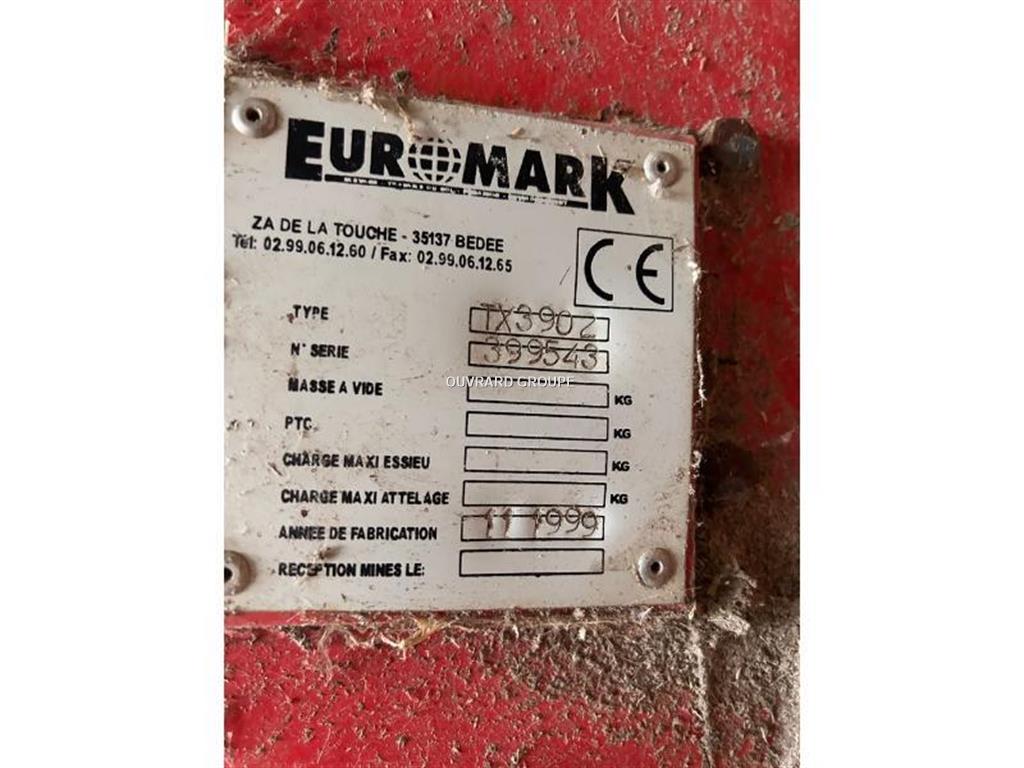 EUROMARK
ZA DE LA TOUCHE - 35137 BEDEE
Tél: 02.99.06.12.60 / Fax: 02.99.06.12.65
CE
TYPE TX3902
N° SERIE 399543
OUVRARD GROUPE
MASSE A VIDE KG
PTC KG
CHARGE MAXI ESSIEU KG
CHARGE MAXI ATTELAGE KG
ANNEE DE FABRICATION 11 1999
RECEPTION MINES LE: